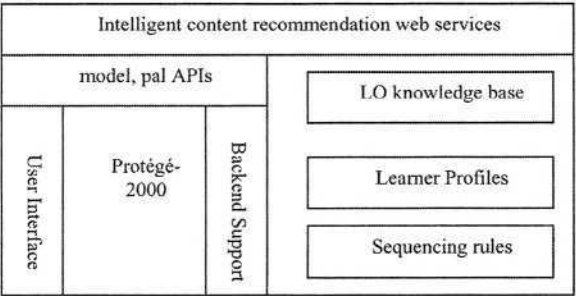 Intelligent content recommendation web services
model, pal APIs
User Interface
Protégé-
2000
Backend Support
LO knowledge base
Learner Profiles
Sequencing rules